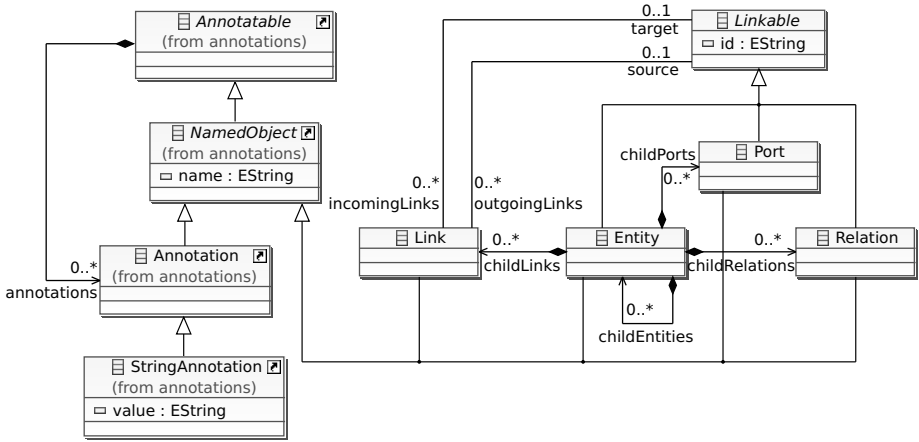 Annotatable
(from annotations)
0..1
target
0..1
source
Linkable
id : EString
NamedObject
(from annotations)
name : EString
childPorts
0..*
Port
0..*
incomingLinks
0..*
outgoingLinks
Annotation
(from annotations)
0..*
annotations
Link
0..*
childLinks
Entity
0..*
childRelations
Relation
0..*
childEntities
StringAnnotation
(from annotations)
value : EString